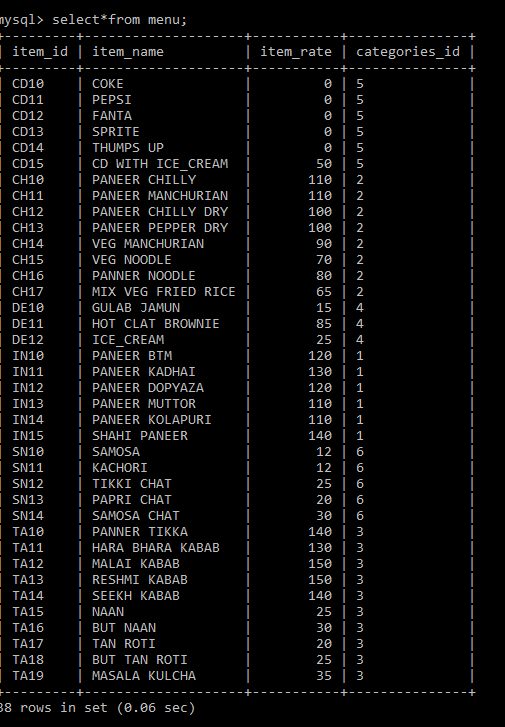 mysql> select*from menu;
+---------+--------------------+-----------+---------------+
| item_id | item_name          | item_rate | categories_id |
+---------+--------------------+-----------+---------------+
| CD10    | COKE               |         0 | 5             |
| CD11    | PEPSI              |         0 | 5             |
| CD12    | FANTA              |         0 | 5             |
| CD13    | SPRITE             |         0 | 5             |
| CD14    | THUMPS UP          |         0 | 5             |
| CD15    | CD WITH ICE_CREAM  |        50 | 5             |
| CH10    | PANEER CHILLY      |       110 | 2             |
| CH11    | PANEER MANCHURIAN  |       110 | 2             |
| CH12    | PANEER CHILLY DRY  |       100 | 2             |
| CH13    | PANEER PEPPER DRY  |       100 | 2             |
| CH14    | VEG MANCHURIAN     |        90 | 2             |
| CH15    | VEG NOODLE         |        70 | 2             |
| CH16    | PANNER NOODLE      |        80 | 2             |
| CH17    | MIX VEG FRIED RICE |        65 | 2             |
| DE10    | GULAB JAMUN        |        15 | 4             |
| DE11    | HOT CLAT BROWNIE   |        85 | 4             |
| DE12    | ICE_CREAM          |        25 | 4             |
| IN10    | PANEER BTM         |       120 | 1             |
| IN11    | PANEER KADHAI      |       130 | 1             |
| IN12    | PANEER DOPYAZA     |       120 | 1             |
| IN13    | PANEER MUTTOR      |       110 | 1             |
| IN14    | PANEER KOLAPURI    |       110 | 1             |
| IN15    | SHAHI PANEER       |       140 | 1             |
| SN10    | SAMOSA             |        12 | 6             |
| SN11    | KACHORI            |        12 | 6             |
| SN12    | TIKKI CHAT         |        25 | 6             |
| SN13    | PAPRI CHAT         |        20 | 6             |
| SN14    | SAMOSA CHAT        |        30 | 6             |
| TA10    | PANNER TIKKA       |       140 | 3             |
| TA11    | HARA BHARA KABAB   |       130 | 3             |
| TA12    | MALAI KABAB        |       150 | 3             |
| TA13    | RESHMI KABAB       |       150 | 3             |
| TA14    | SEEKH KABAB        |       140 | 3             |
| TA15    | NAAN               |        25 | 3             |
| TA16    | BUT NAAN           |        30 | 3             |
| TA17    | TAN ROTI           |        20 | 3             |
| TA18    | BUT TAN ROTI       |        25 | 3             |
| TA19    | MASALA KULCHA      |        35 | 3             |
+---------+--------------------+-----------+---------------+
38 rows in set (0.06 sec)